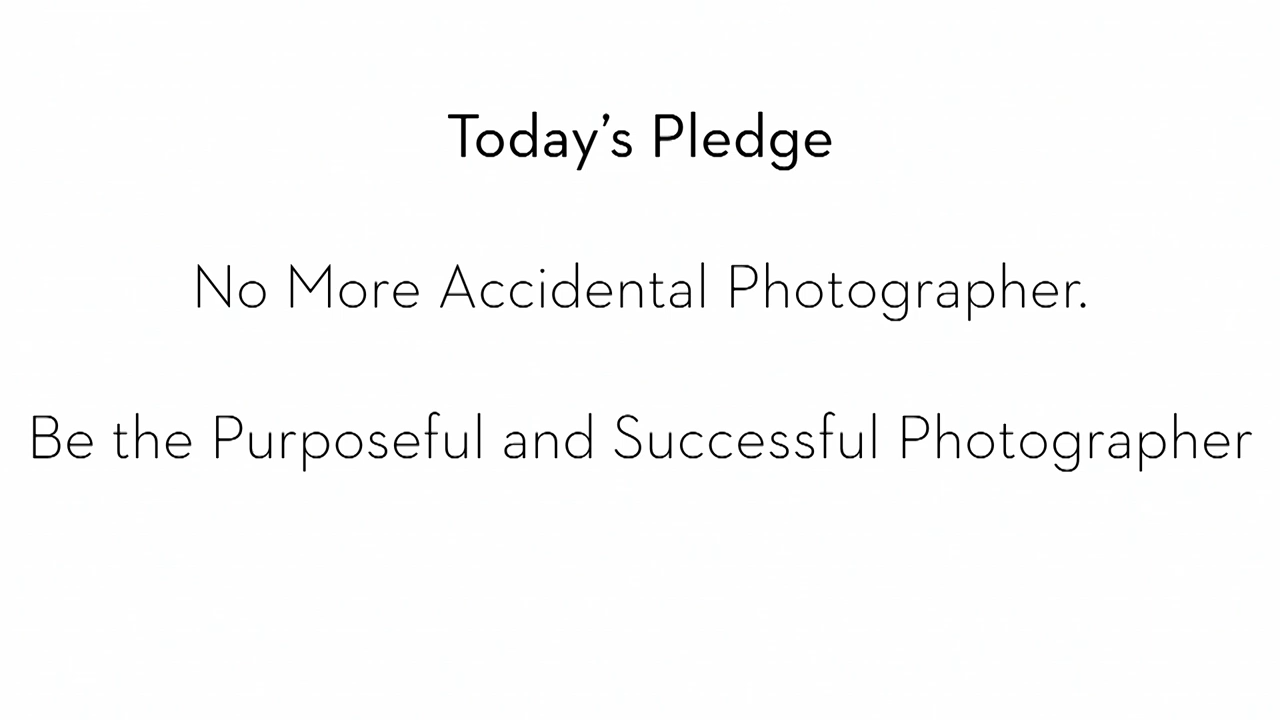 Today’s Pledge
No More Accidental Photographer.
Be the Purposeful and Successful Photographer